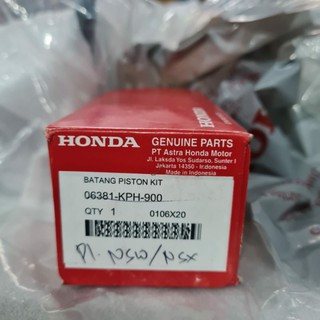 HONDA
GENUINE PARTS
PT Astra Honda Motor
Jl. Laksda Yos Sudarso, Sunter I
Jakarta 14350 - Indonesia
Made in Indonesia
BATANG PISTON KIT
06381-KPH-900
QTY 1 0106X20
NSX